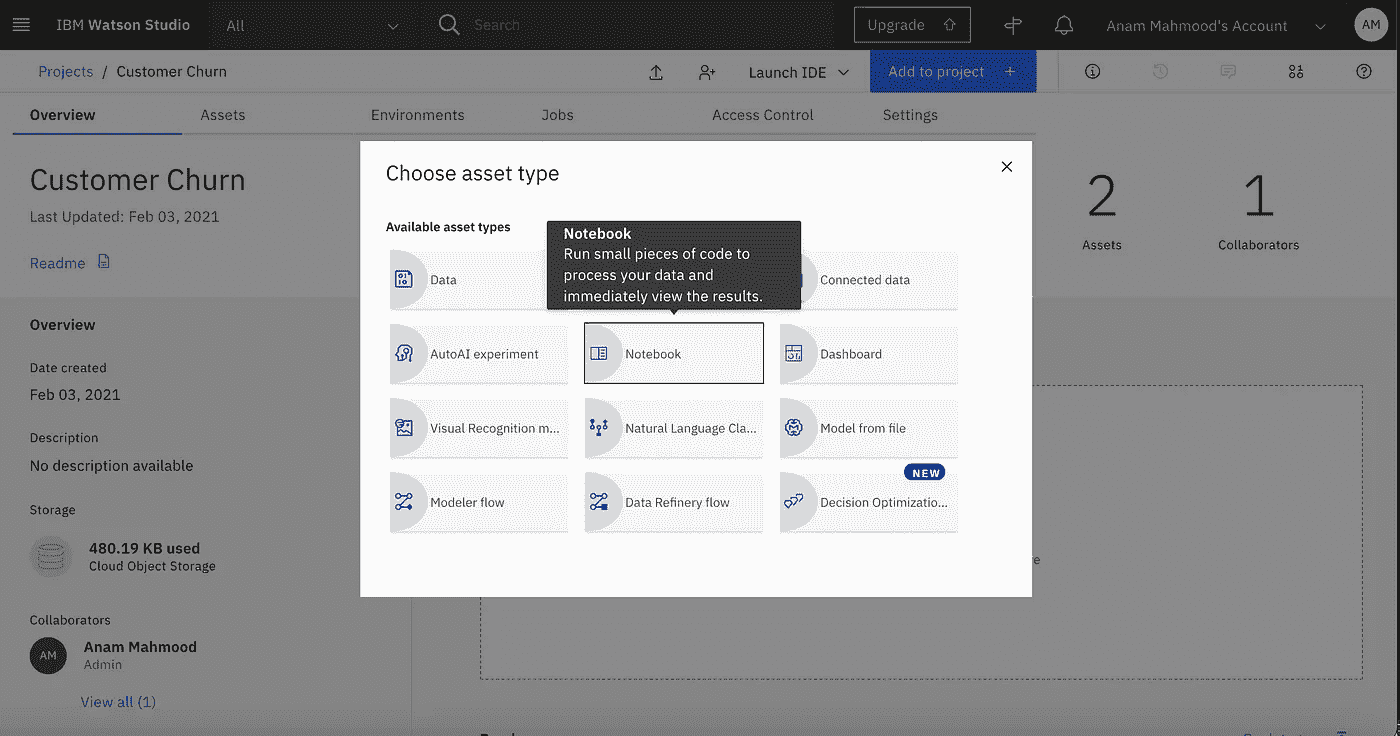 IBM Watson Studio
All
Search
Upgrade
Anam Mahmood's Account
AM
Projects / Customer Churn
Launch IDE
Add to project +
Overview
Assets
Environments
Jobs
Access Control
Settings
Customer Churn
Last Updated: Feb 03, 2021
Readme
2
Assets
1
Collaborators
Choose asset type
Available asset types
Notebook
Run small pieces of code to
process your data and
immediately view the results.
Data
Connected data
AutoAI experiment
Notebook
Dashboard
Visual Recognition m...
Natural Language Cla...
Model from file
NEW
Modeler flow
Data Refinery flow
Decision Optimizatio...
Overview
Date created
Feb 03, 2021
Description
No description available
Storage
480.19 KB used
Cloud Object Storage
Collaborators
AM
Anam Mahmood
Admin
View all (1)